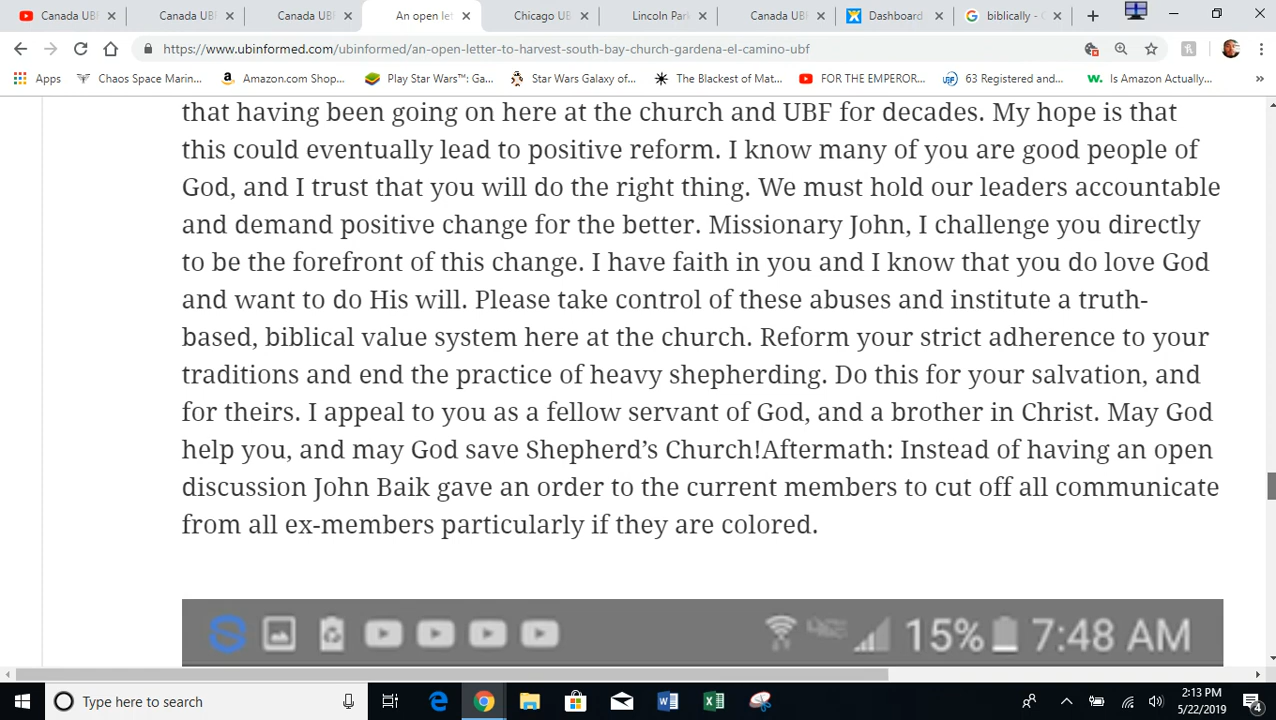 Canada UBF
Canada UBF
Canada UBF
An open let
Chicago UB
Lincoln Park
Canada UBF
Dashboard
biblically - G
https://www.ubinformed.com/ubinformed/an-open-letter-to-harvest-south-bay-church-gardena-el-camino-ubf
Apps
Chaos Space Marin...
Amazon.com Shop...
Play Star Wars™: Ga...
Star Wars Galaxy of...
The Blackest of Mat...
FOR THE EMPEROR...
63 Registered and...
Is Amazon Actually...
that having been going on here at the church and UBF for decades. My hope is that
this could eventually lead to positive reform. I know many of you are good people of
God, and I trust that you will do the right thing. We must hold our leaders accountable
and demand positive change for the better. Missionary John, I challenge you directly
to be the forefront of this change. I have faith in you and I know that you do love God
and want to do His will. Please take control of these abuses and institute a truth-
based, biblical value system here at the church. Reform your strict adherence to your
traditions and end the practice of heavy shepherding. Do this for your salvation, and
for theirs. I appeal to you as a fellow servant of God, and a brother in Christ. May God
help you, and may God save Shepherd’s Church!Aftermath: Instead of having an open
discussion John Baik gave an order to the current members to cut off all communicate
from all ex-members particularly if they are colored.
15% 7:48 AM
Type here to search
2:13 PM
5/22/2019
4